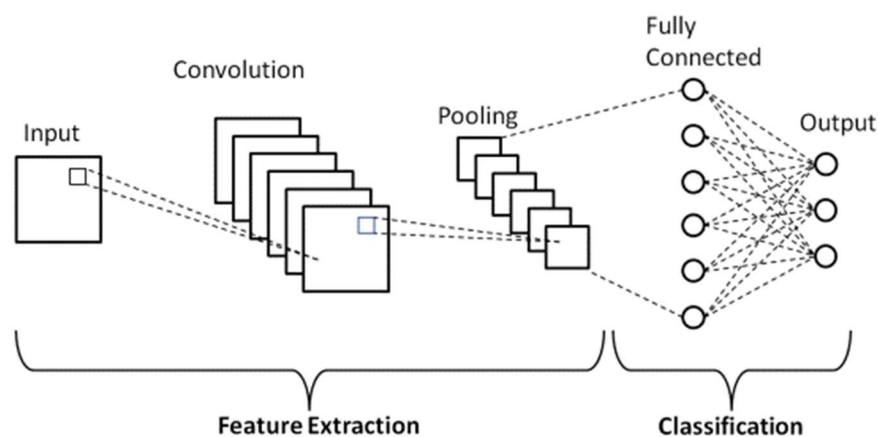 Input
Convolution
Pooling
Fully
Connected
Output
Feature Extraction
Classification